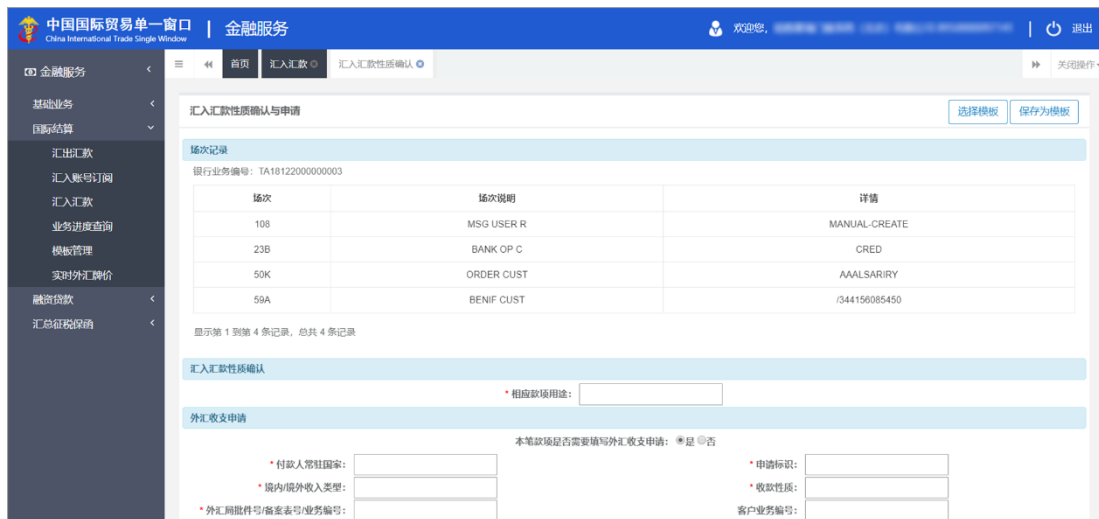 中国国际贸易单一窗口 | 金融服务
China International Trade Single Window
欢迎您，
退出
金融服务
首页
汇入汇款
汇入汇款性质确认
关闭操作
基础业务
国际结算
汇出汇款
汇入账号订阅
汇入汇款
业务进度查询
模板管理
实时外汇牌价
融资贷款
汇总征税保函
汇入汇款性质确认与申请
选择模板
保存为模板
场次记录
银行业务编号：TA18122000000003
场次 场次说明 详情
108 MSG USER R MANUAL-CREATE
23B BANK OP C CRED
50K ORDER CUST AAALSARIRY
59A BENIF CUST /344156085450
显示第 1 到第 4 条记录，总共 4 条记录
汇入汇款性质确认
* 相应款项用途：
外汇收支申请
本笔款项是否需要填写外汇收支申请： 是 否
* 付款人常驻国家： * 申请标识：
* 境内/境外收入类型： * 收款性质：
* 外汇局批件号/备案表号/业务编号： 客户业务编号：